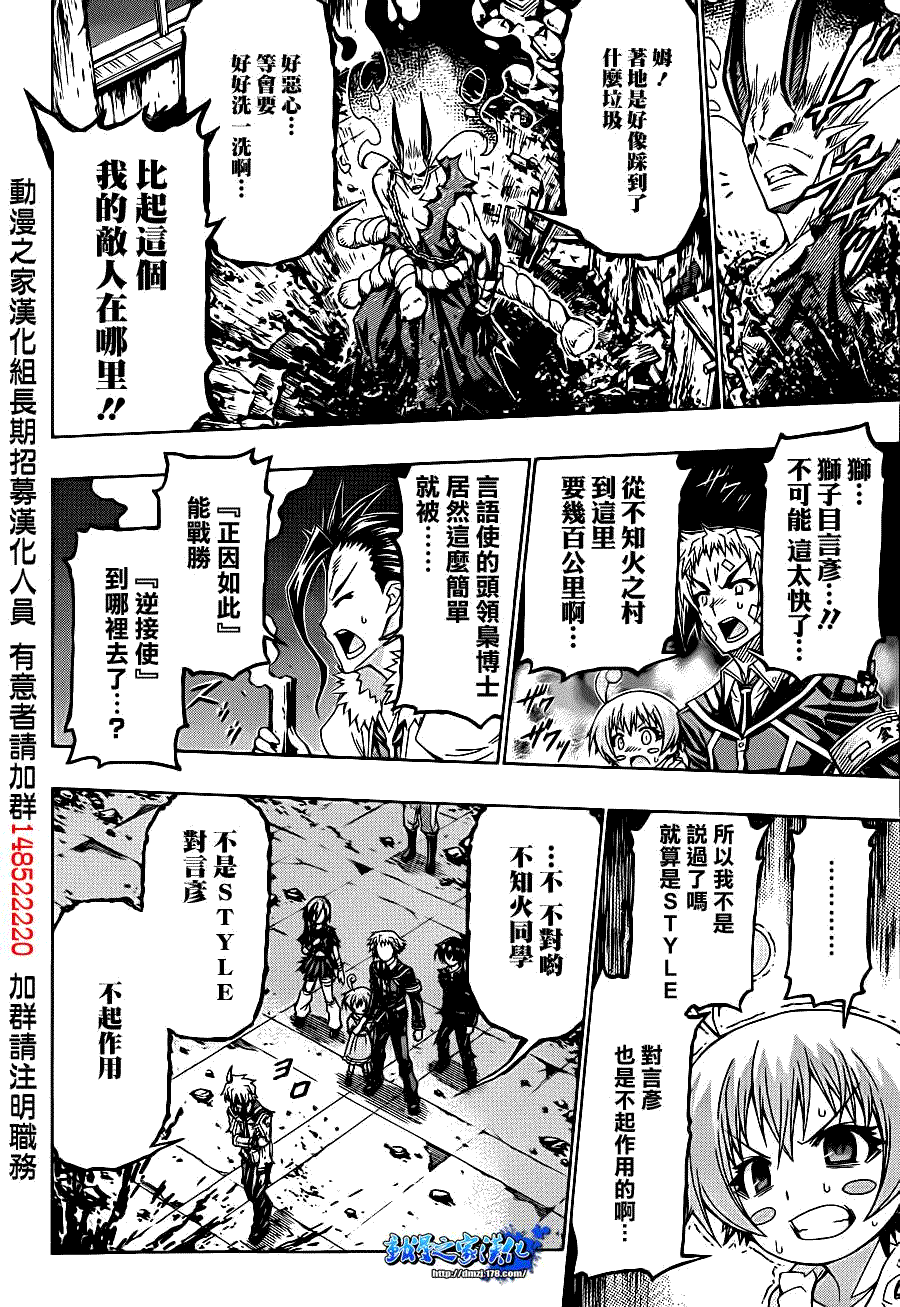 姆！
著地是好像踩到了
什麼垃圾
好惡心…
等會要
好好洗一洗啊…
比起這個
我的敵人在哪里!!
獅…
獅子目言彥…!!
不可能 這太快了…
從不知火之村
到這里
要幾百公里啊…
言語使的頭領梟博士
居然這麼簡單
就被……
『正因如此』
能戰勝
『逆接使』
到哪裡去了…？
………
所以我不是
説過了嗎
就算是STYLE
對言彥
也是不起作用的啊…
…不 不對喲
不知火同學
不是STYLE
對言彥
不起作用
動漫之家漢化組長期招募漢化人員 有意者請加群148522220 加群請注明職務
動漫之家漢化
http://dmzj.178.com/